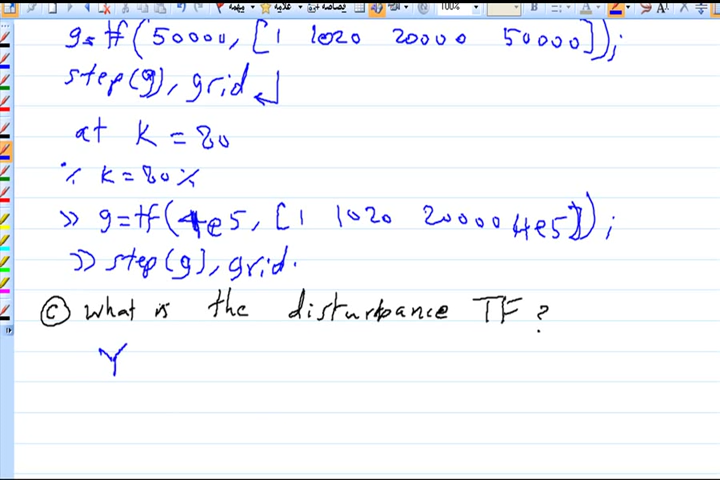 100%
g=tf(50000, [1 1020 20000 50000]);
step(g), grid ↵
at K = 80
% K = 80 %
>> g=tf(4e5, [1 1020 20000 4e5]);
>> step(g), grid.
ⓒ What is the disturbance TF?
Y